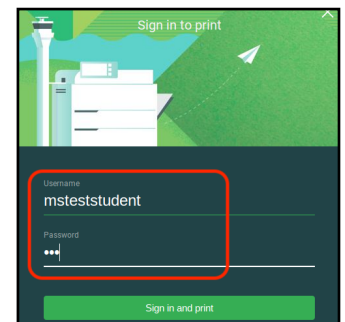 Sign in to print
Username
msteststudent
Password
•••
Sign in and print